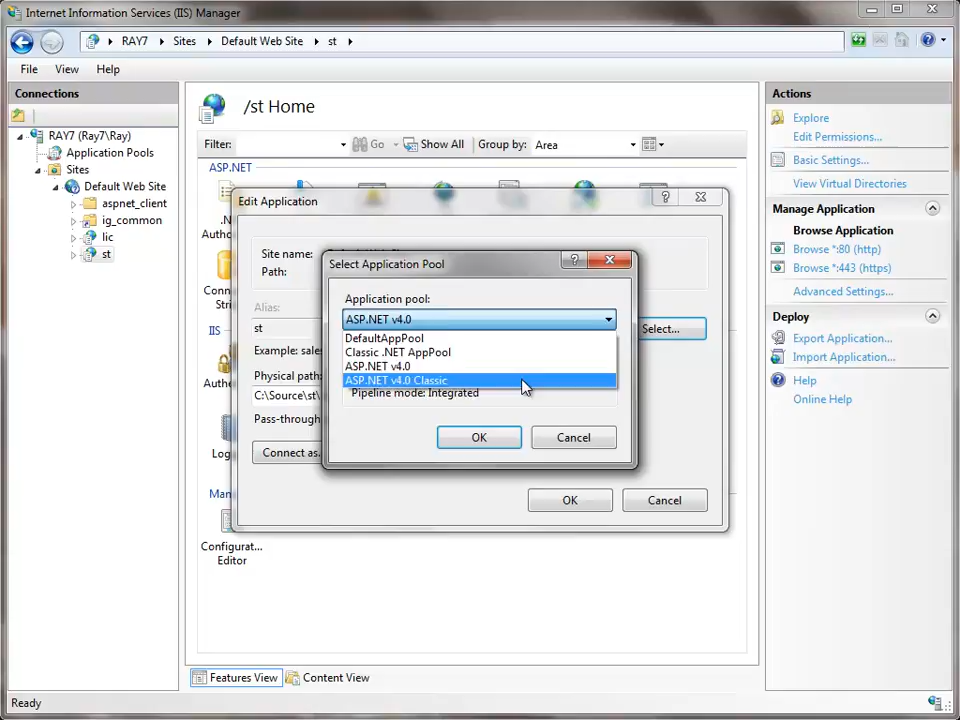 Internet Information Services (IIS) Manager
RAY7
Sites
Default Web Site
st
File
View
Help
Connections
RAY7 (Ray7\Ray)
Application Pools
Sites
Default Web Site
aspnet_client
ig_common
lic
st
/st Home
Filter:
Go
Show All
Group by:
Area
ASP.NET
Edit Application
Site name:
Path:
Alias:
st
Example: sales
Physical path:
C:\Source\st\
Pass-through
Connect as.
Select...
OK
Cancel
Select Application Pool
Application pool:
ASP.NET v4.0
DefaultAppPool
Classic .NET AppPool
ASP.NET v4.0
ASP.NET v4.0 Classic
Pipeline mode: Integrated
OK
Cancel
IIS
Configurat...
Editor
Features View
Content View
Actions
Explore
Edit Permissions...
Basic Settings...
View Virtual Directories
Manage Application
Browse Application
Browse *:80 (http)
Browse *:443 (https)
Advanced Settings...
Deploy
Export Application...
Import Application...
Help
Online Help
Ready